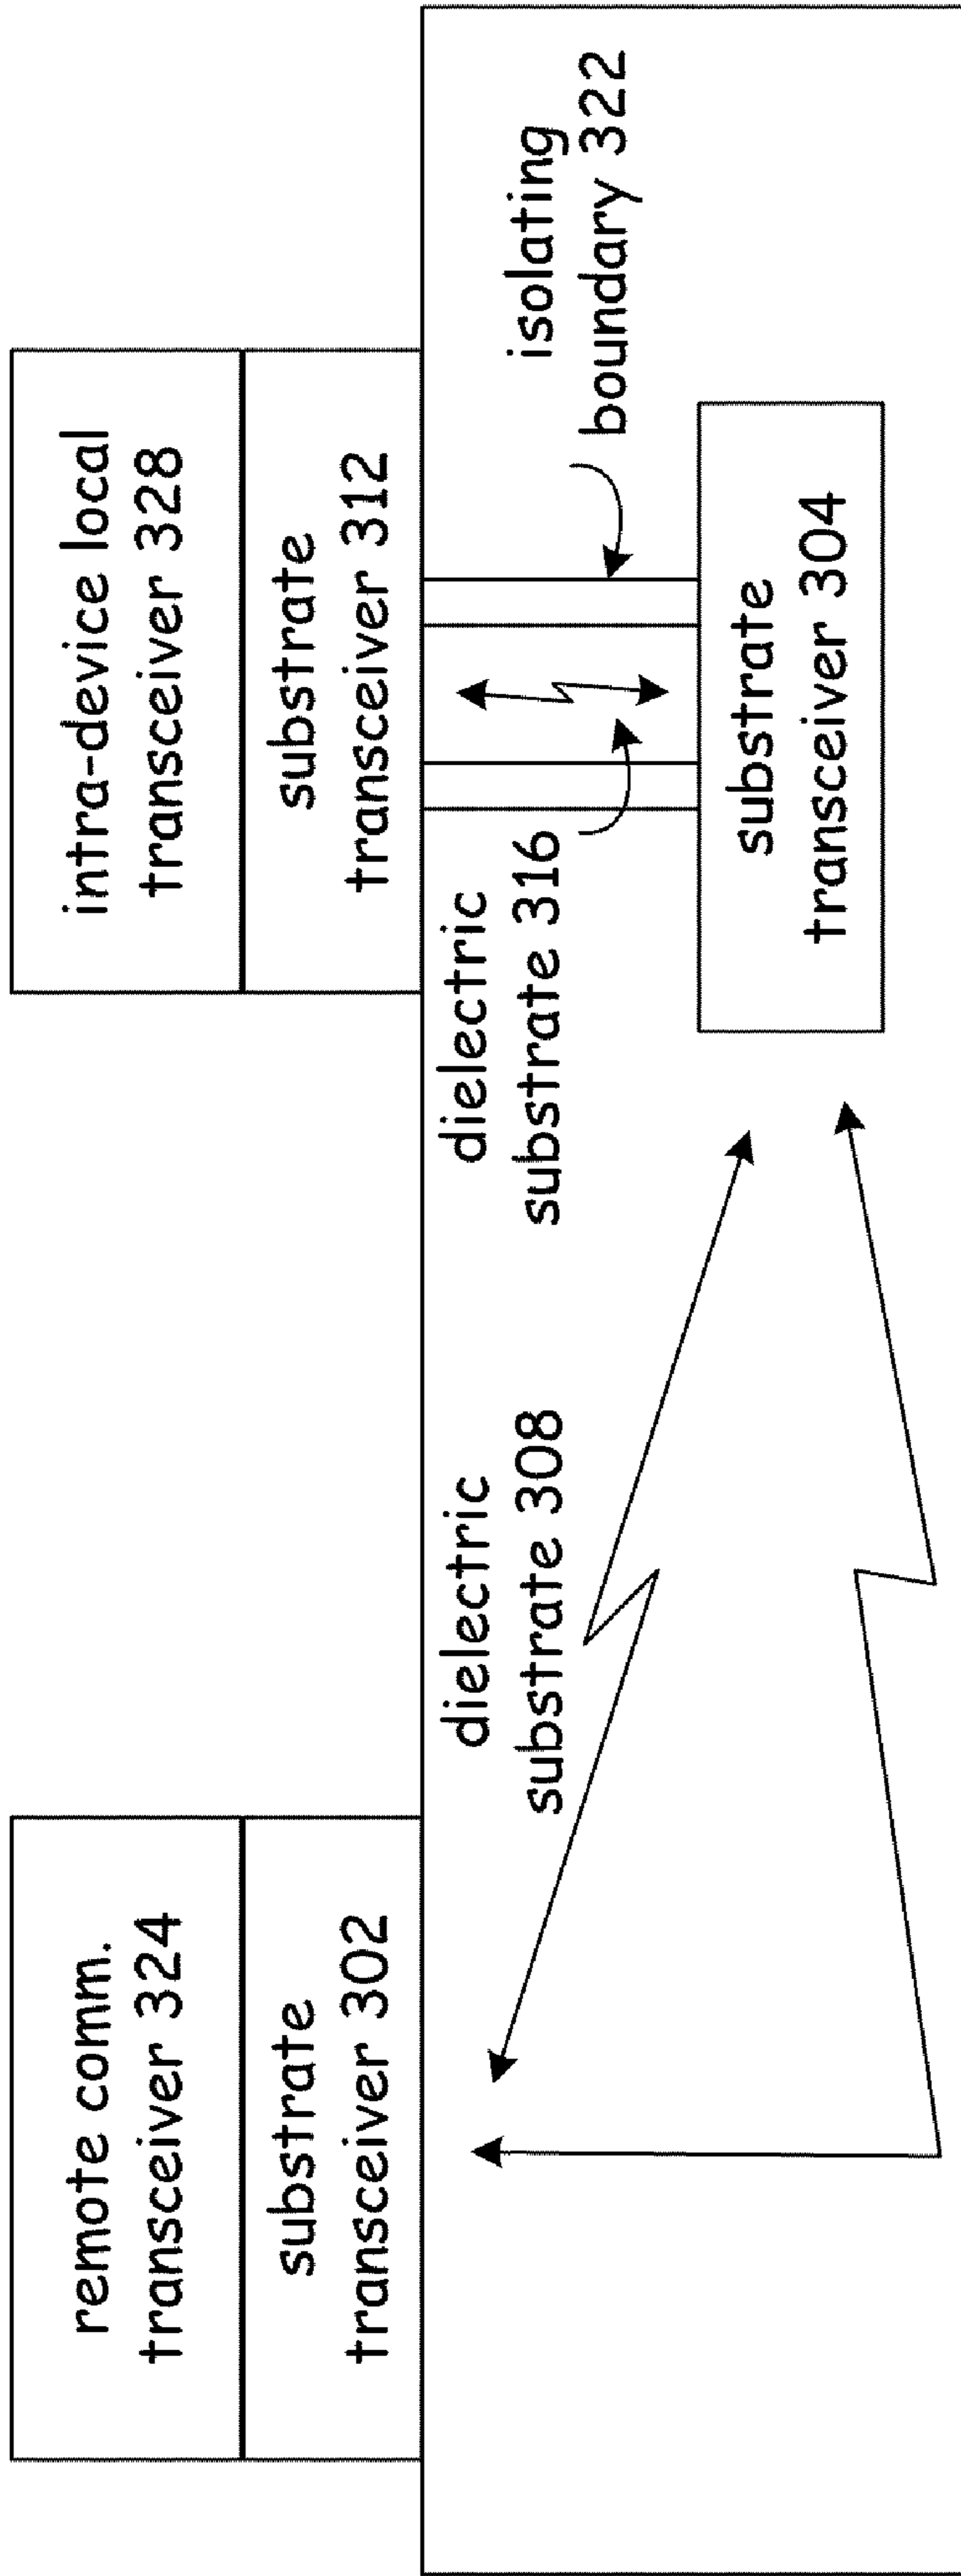 remote comm.
transceiver 324
substrate
transceiver 302
intra-device local
transceiver 328
substrate
transceiver 312
dielectric
substrate 308
dielectric
substrate 316
isolating
boundary 322
substrate
transceiver 304